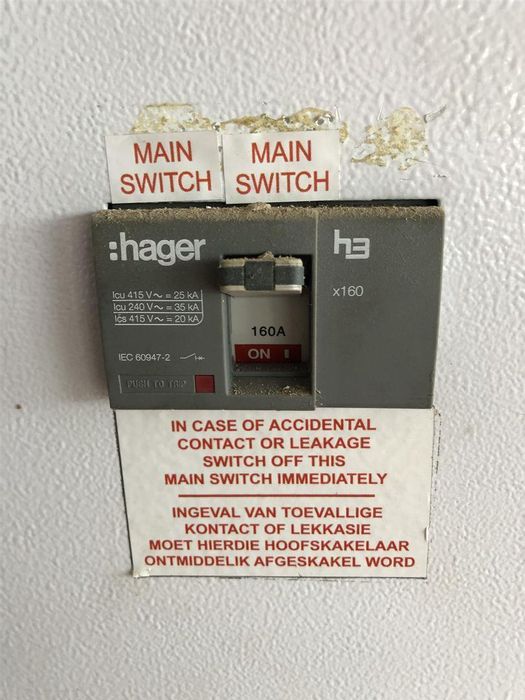 MAIN
SWITCH
MAIN
SWITCH
:hager
h3
Icu 415 V~ = 25 kA
Icu 240 V~ = 35 kA
Ics 415 V~ = 20 kA
x160
160A
ON I
IEC 60947-2
PUSH TO TRIP
IN CASE OF ACCIDENTAL
CONTACT OR LEAKAGE
SWITCH OFF THIS
MAIN SWITCH IMMEDIATELY
INGEVAL VAN TOEVALLIGE
KONTACT OF LEKKASIE
MOET HIERDIE HOOFSKAKELAAR
ONTMIDDELIK AFGESKAKEL WORD